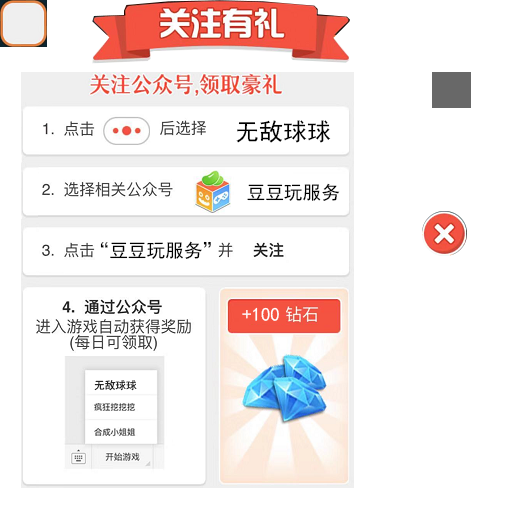 关注有礼
关注公众号,领取豪礼
1. 点击 后选择 无敌球球
2. 选择相关公众号 豆豆玩服务
3. 点击“豆豆玩服务”并 关注
4. 通过公众号
进入游戏自动获得奖励
(每日可领取)
无敌球球
疯狂挖挖挖
合成小姐姐
开始游戏
+100 钻石